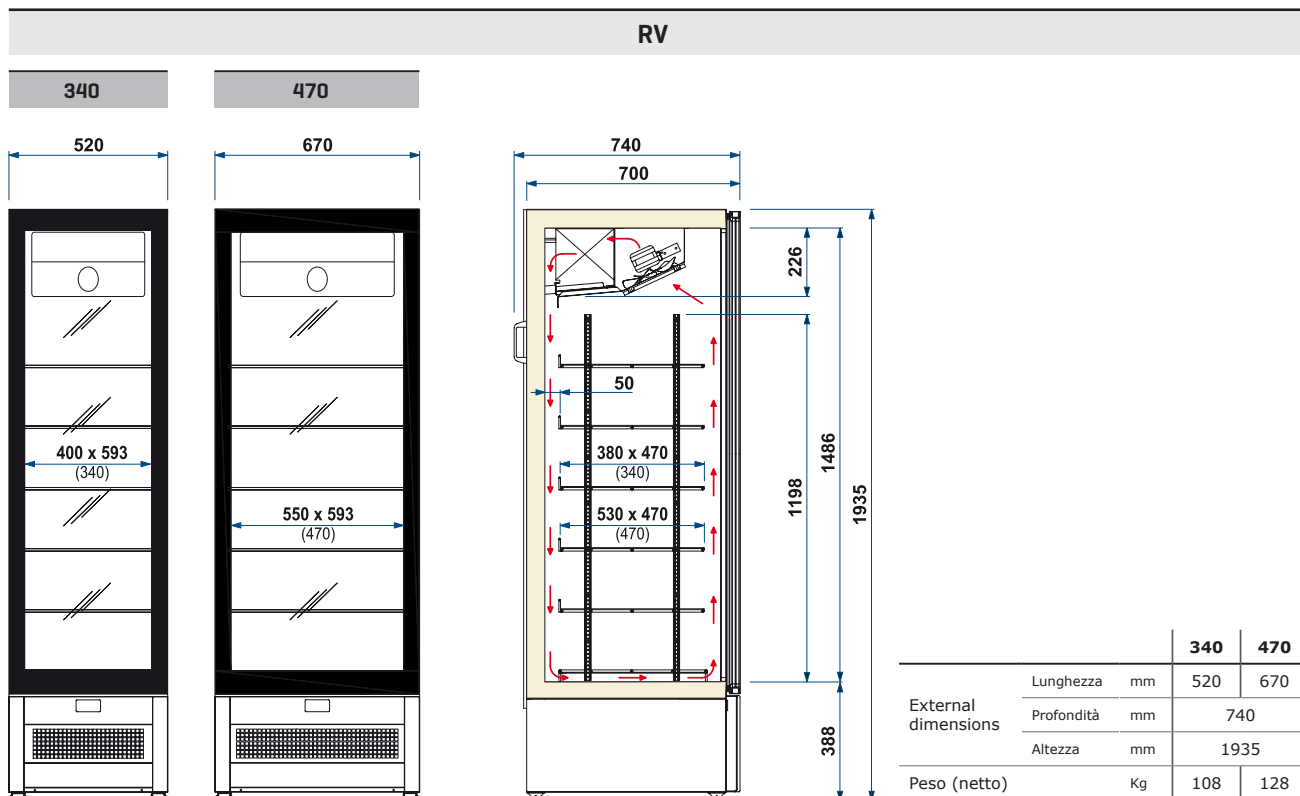 RV
340
470
520
670
740
700
226
50
400 x 593
(340)
380 x 470
(340)
550 x 593
(470)
530 x 470
(470)
1198
1486
1935
388
340 470
External dimensions
Lunghezza mm 520 670
Profondità mm 740
Altezza mm 1935
Peso (netto) Kg 108 128